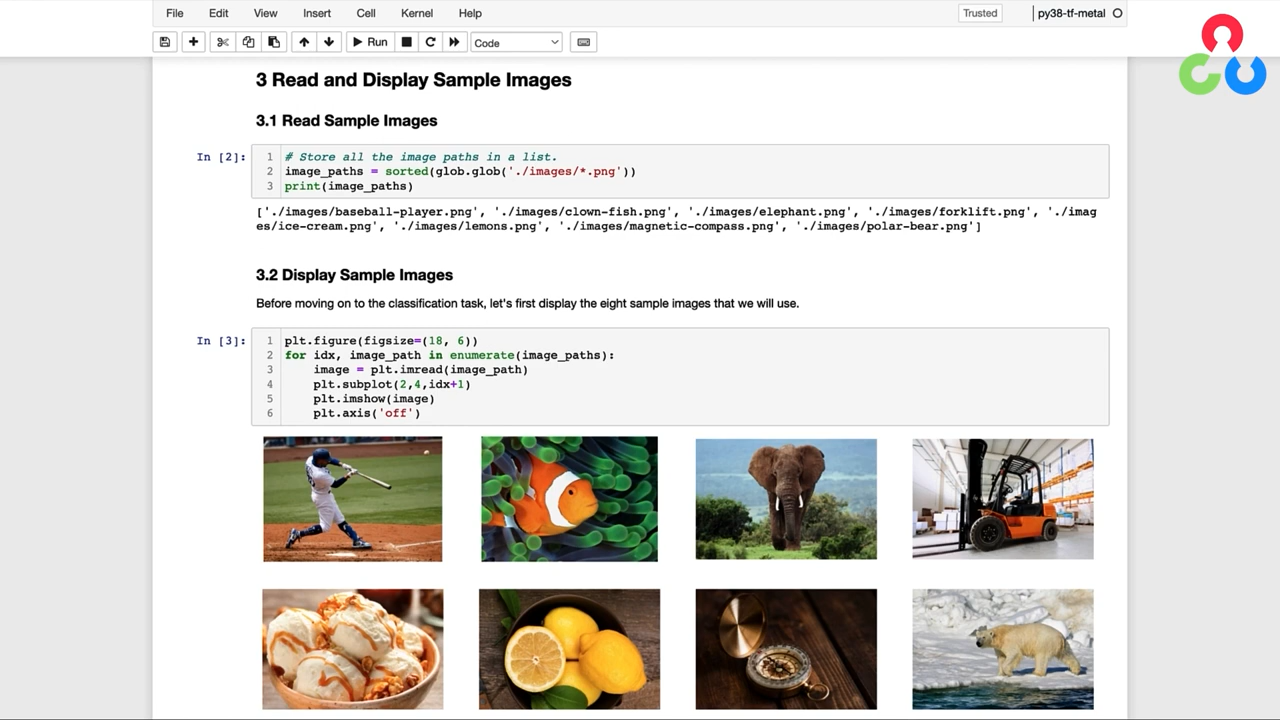 File Edit View Insert Cell Kernel Help Trusted py38-tf-metal
Run Code
3 Read and Display Sample Images
3.1 Read Sample Images
In [2]:
1 # Store all the image paths in a list.
2 image_paths = sorted(glob.glob('./images/*.png'))
3 print(image_paths)
['./images/baseball-player.png', './images/clown-fish.png', './images/elephant.png', './images/forklift.png', './imag
es/ice-cream.png', './images/lemons.png', './images/magnetic-compass.png', './images/polar-bear.png']
3.2 Display Sample Images
Before moving on to the classification task, let's first display the eight sample images that we will use.
In [3]:
1 plt.figure(figsize=(18, 6))
2 for idx, image_path in enumerate(image_paths):
3     image = plt.imread(image_path)
4     plt.subplot(2,4,idx+1)
5     plt.imshow(image)
6     plt.axis('off')